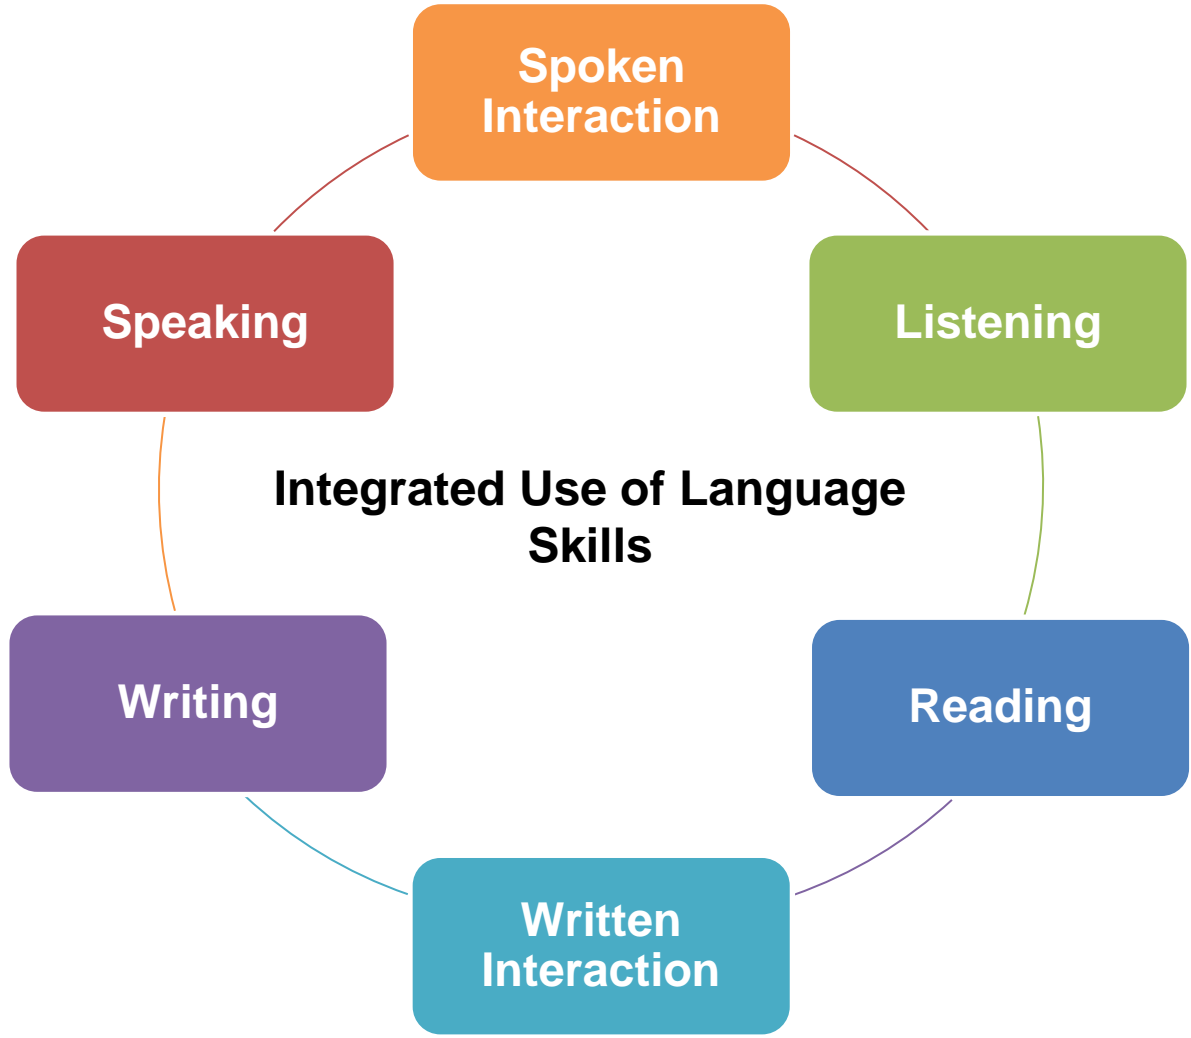 Spoken
Interaction
Speaking
Listening
Integrated Use of Language
Skills
Writing
Reading
Written
Interaction